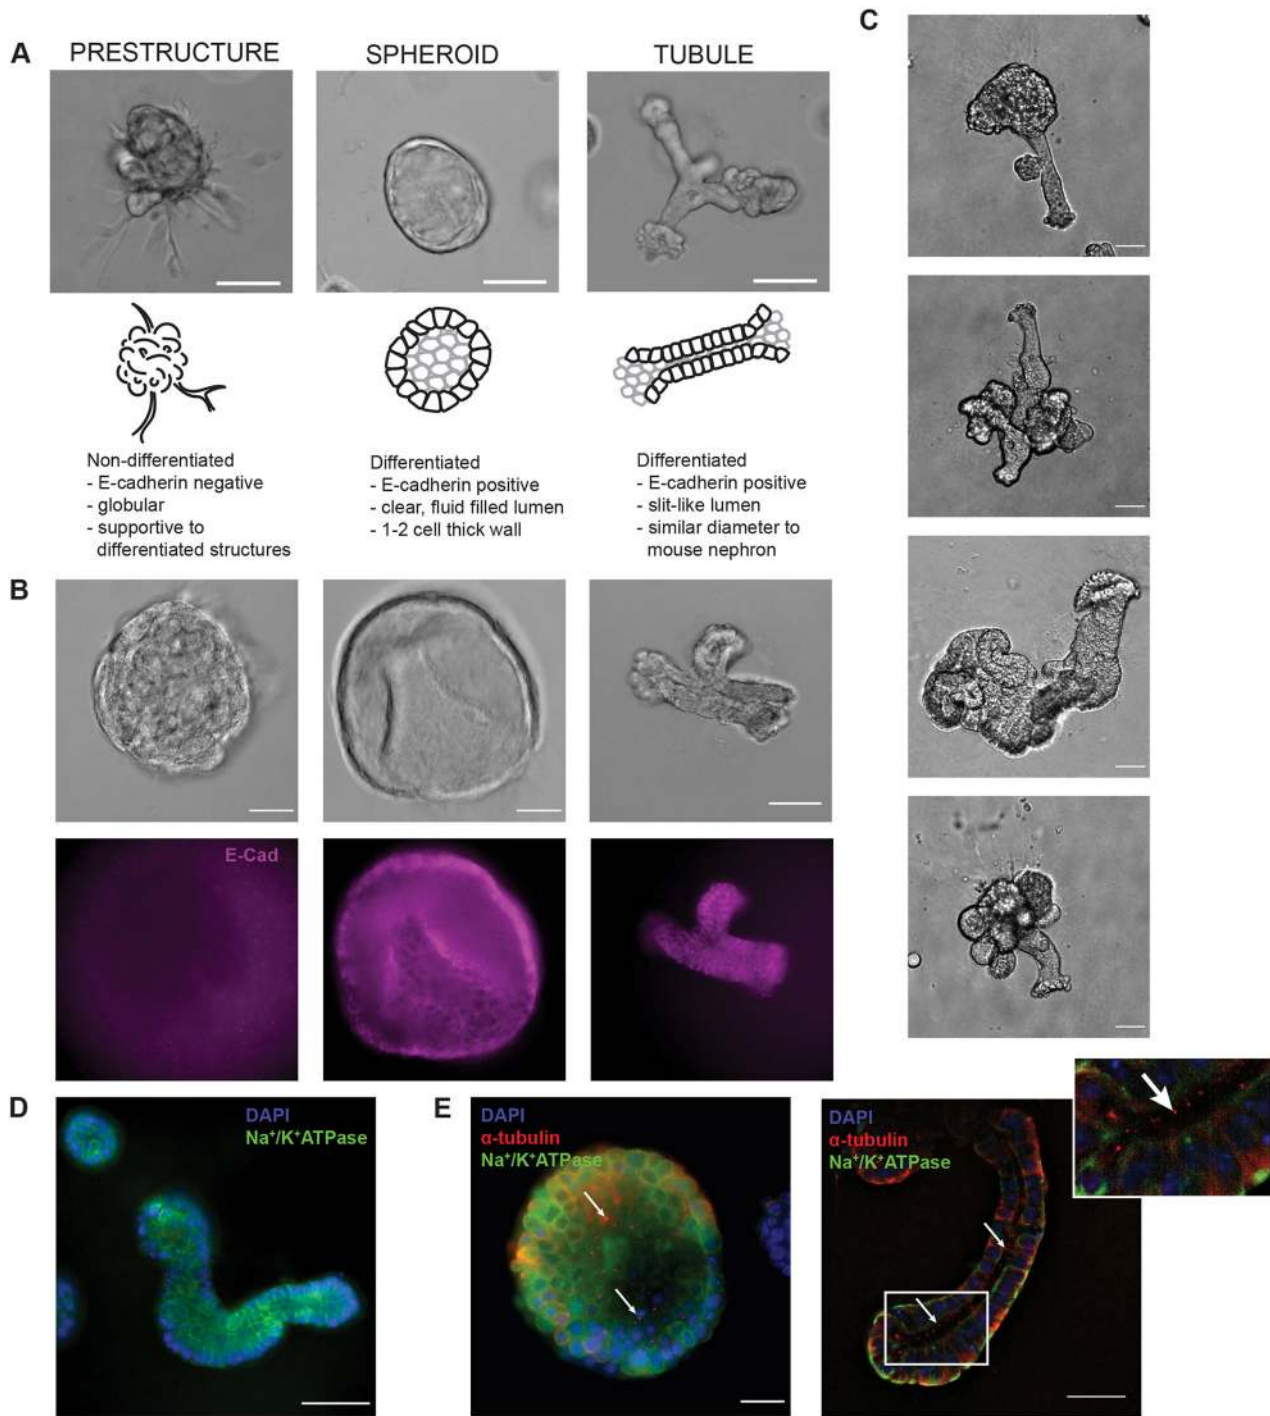 A
PRESTRUCTURE
SPHEROID
TUBULE
Non-differentiated
- E-cadherin negative
- globular
- supportive to
differentiated structures
Differentiated
- E-cadherin positive
- clear, fluid filled lumen
- 1-2 cell thick wall
Differentiated
- E-cadherin positive
- slit-like lumen
- similar diameter to
mouse nephron
B
E-Cad
C
D
DAPI
Na⁺/K⁺ATPase
E
DAPI
α-tubulin
Na⁺/K⁺ATPase
DAPI
α-tubulin
Na⁺/K⁺ATPase